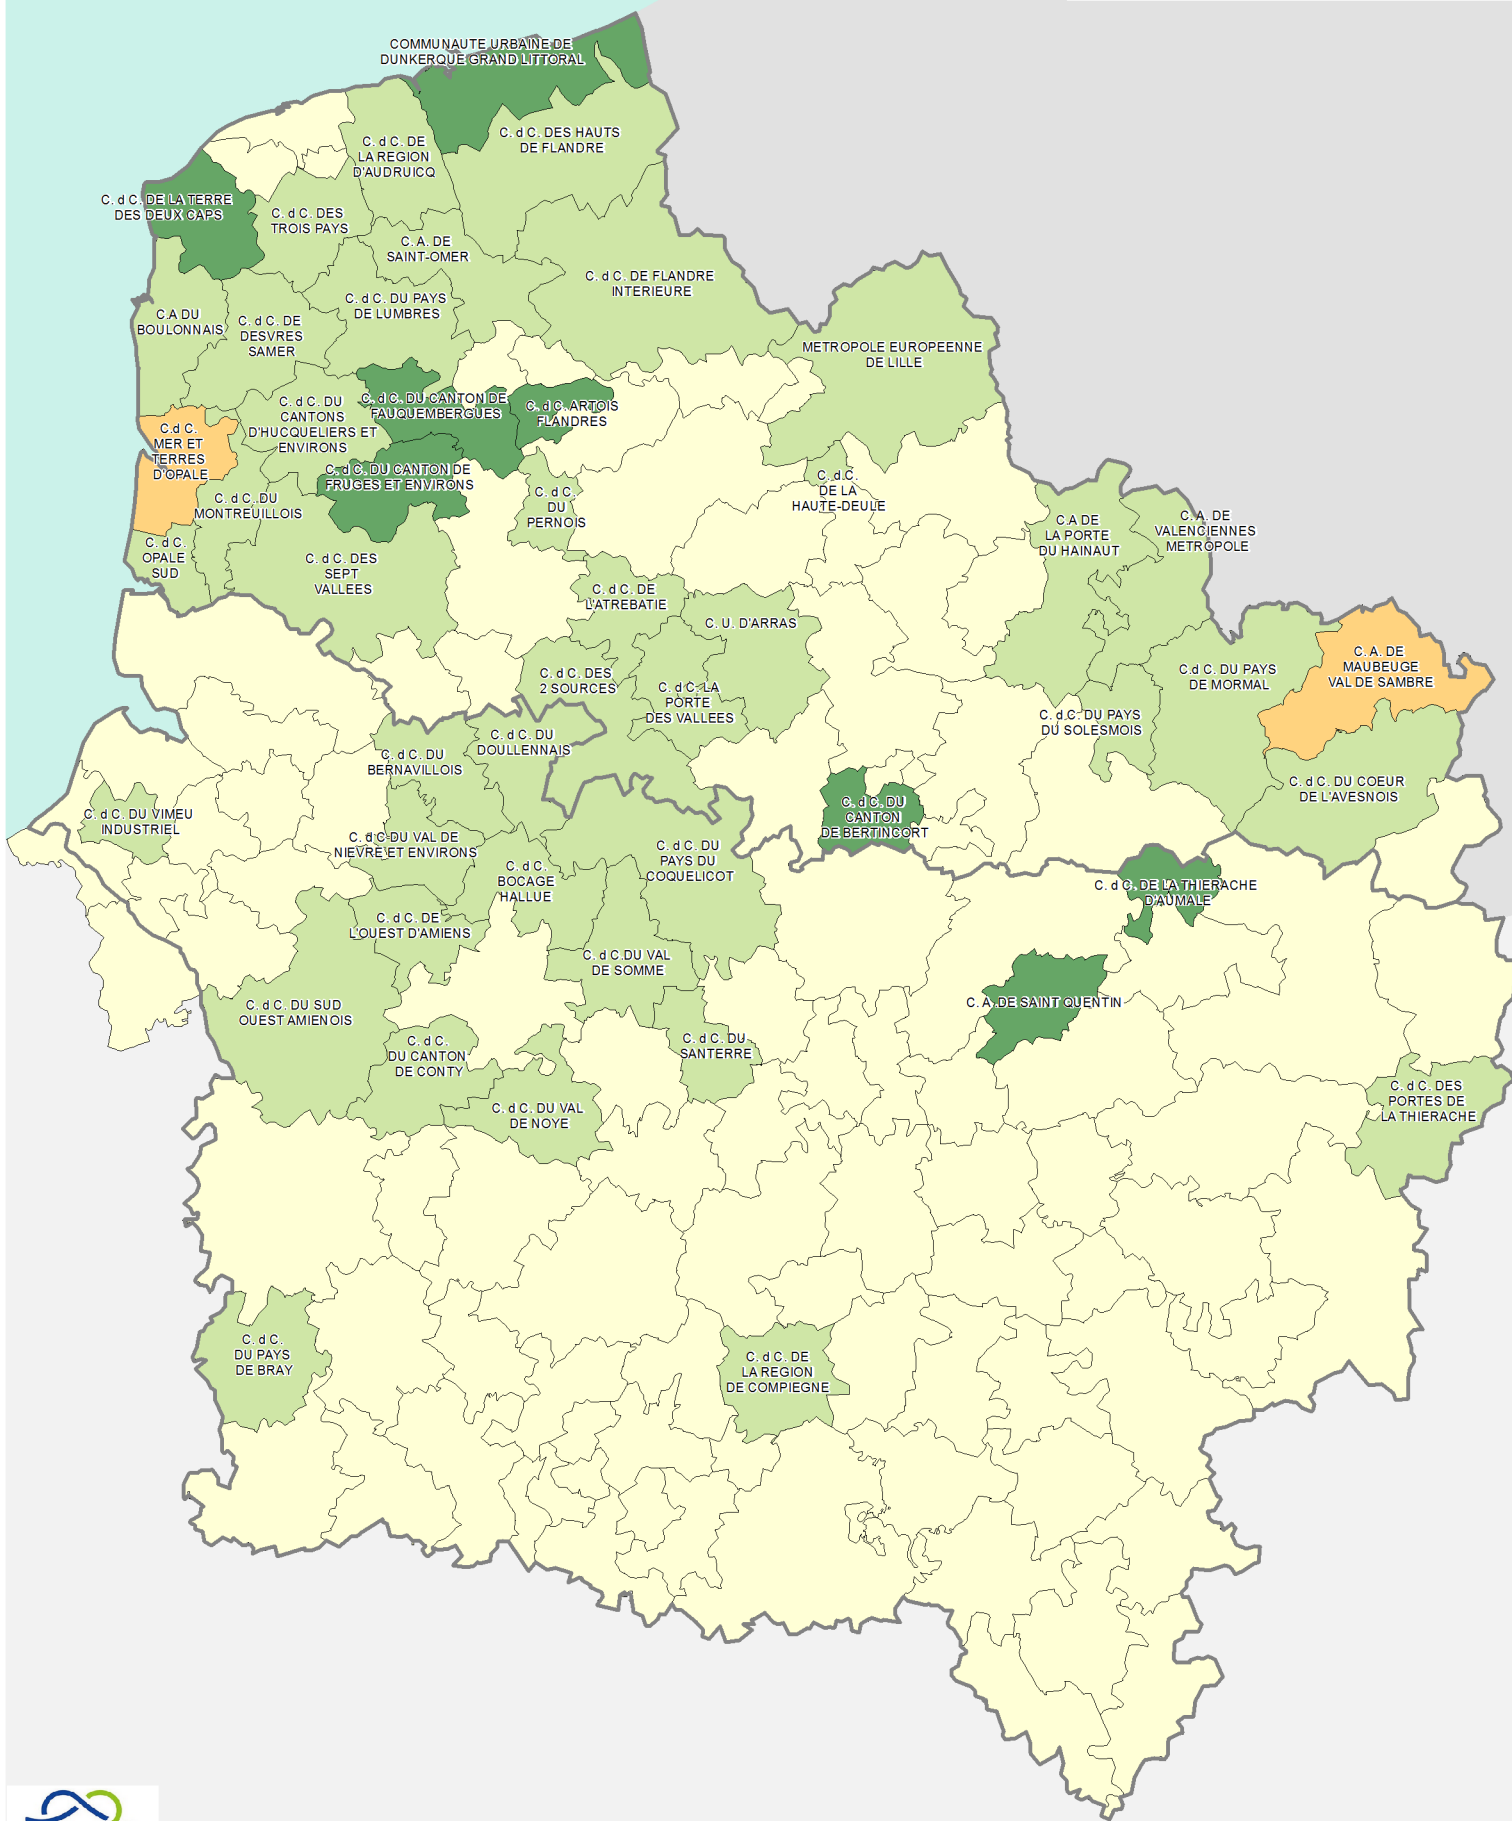 COMMUNAUTE URBAINE DE
DUNKERQUE GRAND LITTORAL
C. d C. DES HAUTS
DE FLANDRE
C. d C. DE
LA REGION
D'AUDRUICQ
C. d C. DE LA TERRE
DES DEUX CAPS
C. d C. DES
TROIS PAYS
C. A. DE
SAINT-OMER
C. d C. DE FLANDRE
INTERIEURE
C. d C. DU PAYS
DE LUMBRES
C.A DU
BOULONNAIS
C. d C. DE
DESVRES
SAMER
METROPOLE EUROPEENNE
DE LILLE
C. d C. DU
CANTONS
D'HUCQUELIERS ET
ENVIRONS
C. d C. DU CANTON DE
FAUQUEMBERGUES
C. d C. ARTOIS
FLANDRES
C.d C.
MER ET
TERRES
D'OPALE
C. d C. DU CANTON DE
FRUGES ET ENVIRONS
C. d C. DU
MONTREUILLOIS
C. d C.
DU
PERNOIS
C. d.C.
DE LA
HAUTE-DEULE
C.A DE
LA PORTE
DU HAINAUT
C. A. DE
VALENCIENNES
METROPOLE
C. d C.
OPALE
SUD
C. d C. DES
SEPT
VALLEES
C. d C. DE
L'ATREBATIE
C. U. D'ARRAS
C. d C. DES
2 SOURCES
C. d C. LA
PORTE
DES VALLEES
C.d C. DU PAYS
DE MORMAL
C. A. DE
MAUBEUGE
VAL DE SAMBRE
C. d C. DU PAYS
DU SOLESMOIS
C. d C. DU
DOULLENNAIS
C. d C. DU
BERNAVILLOIS
C. d C. DU COEUR
DE L'AVESNOIS
C. d C. DU VIMEU
INDUSTRIEL
C. d C. DU
CANTON
DE BERTINCORT
C. d C DU VAL DE
NIEVRE ET ENVIRONS
C. d C.
BOCAGE
HALLUE
C. d C. DU
PAYS DU
COQUELICOT
C. d C. DE LA THIERACHE
D'AUMALE
C. d C. DE
L'OUEST D'AMIENS
C. d C.DU VAL
DE SOMME
C. d C. DU SUD
OUEST AMIENOIS
C. A. DE SAINT QUENTIN
C. d C.
DU CANTON
DE CONTY
C. d C. DU
SANTERRE
C. d C. DU VAL
DE NOYE
C. d C. DES
PORTES DE
LA THIERACHE
C. d C.
DU PAYS
DE BRAY
C. d C. DE
LA REGION
DE COMPIEGNE